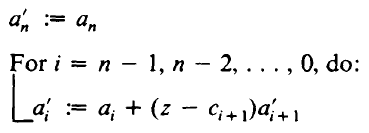 a′ₙ := aₙ
For i = n − 1, n − 2, . . . , 0, do:
a′ᵢ := aᵢ + (z − cᵢ₊₁)a′ᵢ₊₁